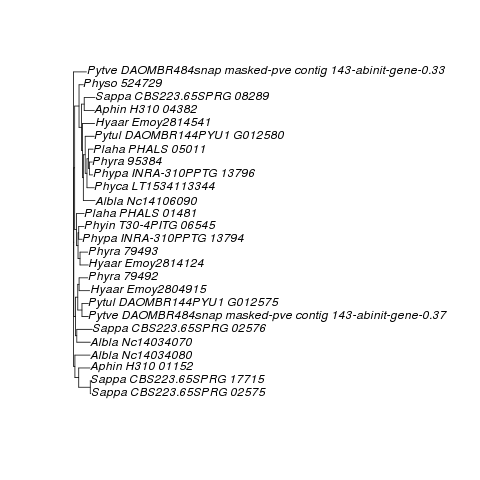 Pytve DAOMBR484snap masked-pve contig 143-abinit-gene-0.33
Physo 524729
Sappa CBS223.65SPRG 08289
Aphin H310 04382
Hyaar Emoy2814541
Pytul DAOMBR144PYU1 G012580
Plaha PHALS 05011
Phyra 95384
Phypa INRA-310PPTG 13796
Phyca LT1534113344
Albla Nc14106090
Plaha PHALS 01481
Phyin T30-4PITG 06545
Phypa INRA-310PPTG 13794
Phyra 79493
Hyaar Emoy2814124
Phyra 79492
Hyaar Emoy2804915
Pytul DAOMBR144PYU1 G012575
Pytve DAOMBR484snap masked-pve contig 143-abinit-gene-0.37
Sappa CBS223.65SPRG 02576
Albla Nc14034070
Albla Nc14034080
Aphin H310 01152
Sappa CBS223.65SPRG 17715
Sappa CBS223.65SPRG 02575